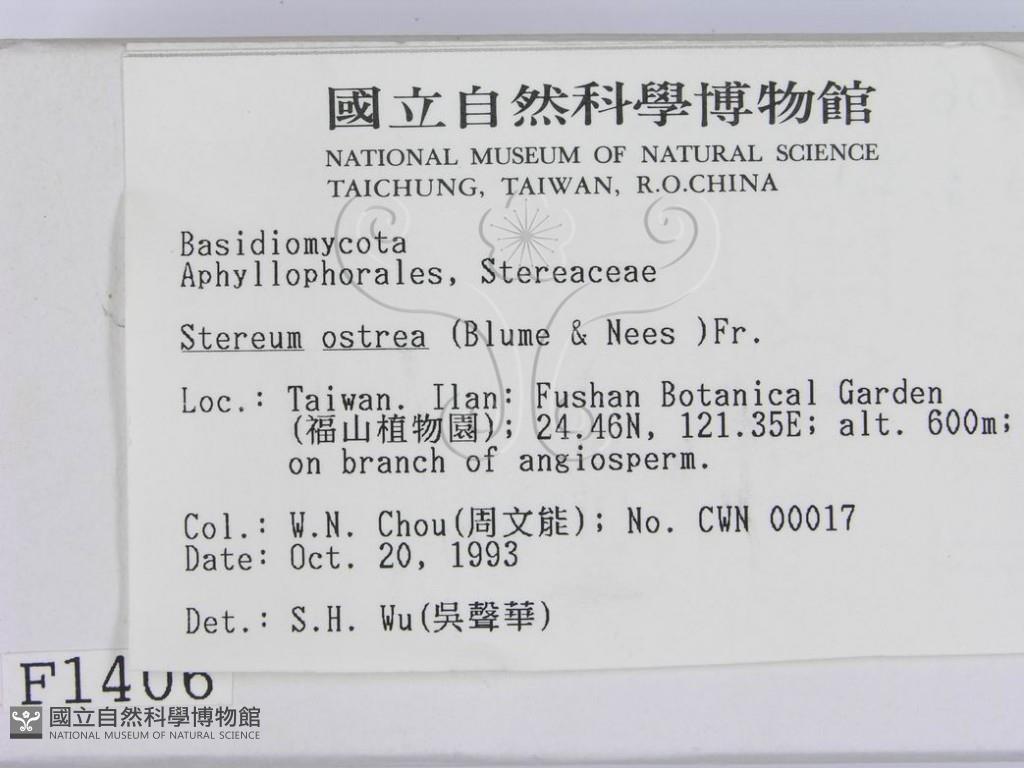 國立自然科學博物館
NATIONAL MUSEUM OF NATURAL SCIENCE
TAICHUNG, TAIWAN, R.O.CHINA
Basidiomycota
Aphyllophorales, Stereaceae
Stereum ostrea (Blume & Nees )Fr.
Loc.: Taiwan. Ilan: Fushan Botanical Garden
(福山植物園); 24.46N, 121.35E; alt. 600m;
on branch of angiosperm.
Col.: W.N. Chou(周文能); No. CWN 00017
Date: Oct. 20, 1993
Det.: S.H. Wu(吳聲華)
F1406
國立自然科學博物館
NATIONAL MUSEUM OF NATURAL SCIENCE